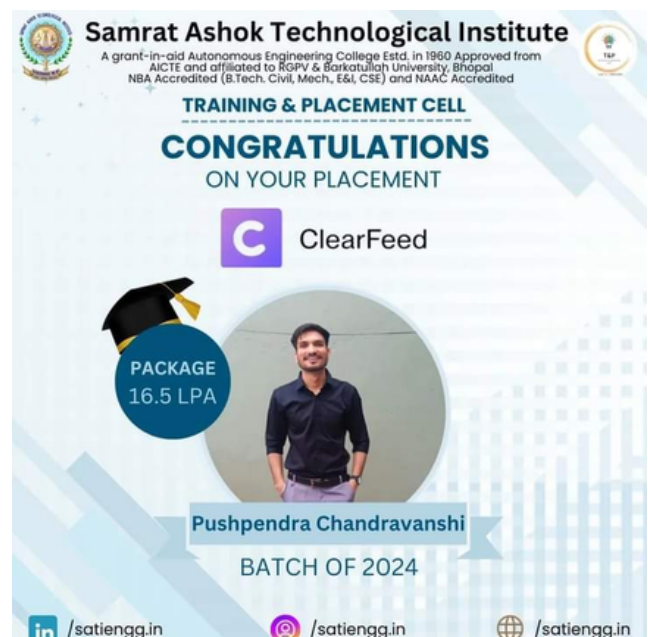 Samrat Ashok Technological Institute
A grant-in-aid Autonomous Engineering College Estd. in 1960 Approved from
AICTE and affiliated to RGPV & Barkatullah University, Bhopal
NBA Accredited (B.Tech. Civil, Mech., E&I, CSE) and NAAC Accredited
T&P
TRAINING & PLACEMENT CELL
CONGRATULATIONS
ON YOUR PLACEMENT
C ClearFeed
PACKAGE
16.5 LPA
Pushpendra Chandravanshi
BATCH OF 2024
in /satiengg.in
/satiengg.in
/satiengg.in